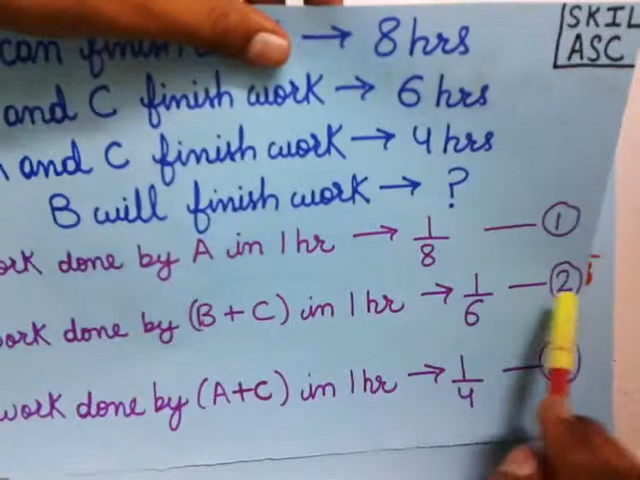 can finish → 8 hrs
and C finish work → 6 hrs
and C finish work → 4 hrs
B will finish work → ?
work done by A in 1 hr → 1/8 — ①
work done by (B + C) in 1 hr → 1/6 — ②
work done by (A+C) in 1 hr → 1/4 —
SKIL
ASC